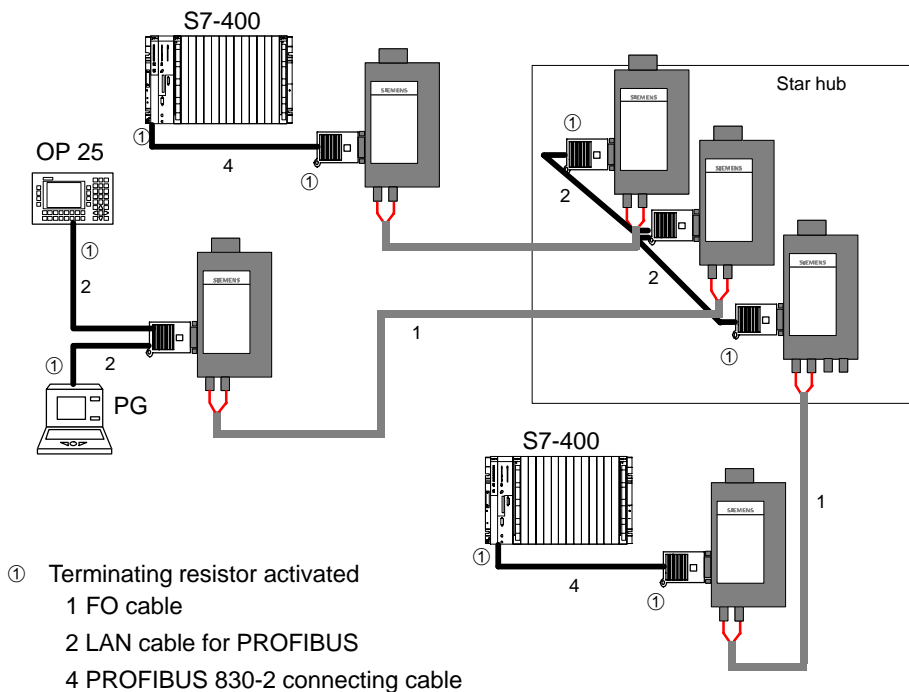 S7-400
Star hub
SIEMENS
SIEMENS
①
①
4
①
OP 25
2
SIEMENS
①
SIEMENS
2
SIEMENS
2
①
1
①
2
PG
S7-400
1
SIEMENS
①
4
①
① Terminating resistor activated
1 FO cable
2 LAN cable for PROFIBUS
4 PROFIBUS 830-2 connecting cable